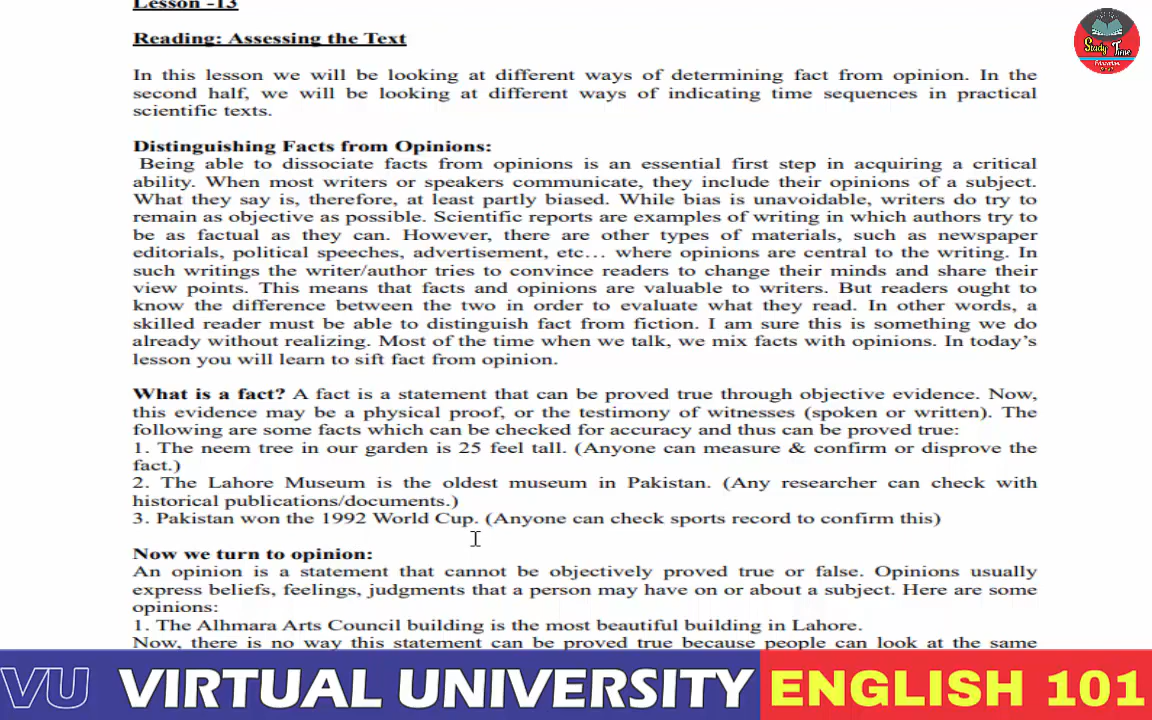 Lesson -13
Reading: Assessing the Text
In this lesson we will be looking at different ways of determining fact from opinion. In the
second half, we will be looking at different ways of indicating time sequences in practical
scientific texts.
Distinguishing Facts from Opinions:
Being able to dissociate facts from opinions is an essential first step in acquiring a critical
ability. When most writers or speakers communicate, they include their opinions of a subject.
What they say is, therefore, at least partly biased. While bias is unavoidable, writers do try to
remain as objective as possible. Scientific reports are examples of writing in which authors try to
be as factual as they can. However, there are other types of materials, such as newspaper
editorials, political speeches, advertisement, etc… where opinions are central to the writing. In
such writings the writer/author tries to convince readers to change their minds and share their
view points. This means that facts and opinions are valuable to writers. But readers ought to
know the difference between the two in order to evaluate what they read. In other words, a
skilled reader must be able to distinguish fact from fiction. I am sure this is something we do
already without realizing. Most of the time when we talk, we mix facts with opinions. In today's
lesson you will learn to sift fact from opinion.
What is a fact? A fact is a statement that can be proved true through objective evidence. Now,
this evidence may be a physical proof, or the testimony of witnesses (spoken or written). The
following are some facts which can be checked for accuracy and thus can be proved true:
1. The neem tree in our garden is 25 feel tall. (Anyone can measure & confirm or disprove the
fact.)
2. The Lahore Museum is the oldest museum in Pakistan. (Any researcher can check with
historical publications/documents.)
3. Pakistan won the 1992 World Cup. (Anyone can check sports record to confirm this)
Now we turn to opinion:
An opinion is a statement that cannot be objectively proved true or false. Opinions usually
express beliefs, feelings, judgments that a person may have on or about a subject. Here are some
opinions:
1. The Alhmara Arts Council building is the most beautiful building in Lahore.
Now, there is no way this statement can be proved true because people can look at the same
VU VIRTUAL UNIVERSITY ENGLISH 101
Study Time